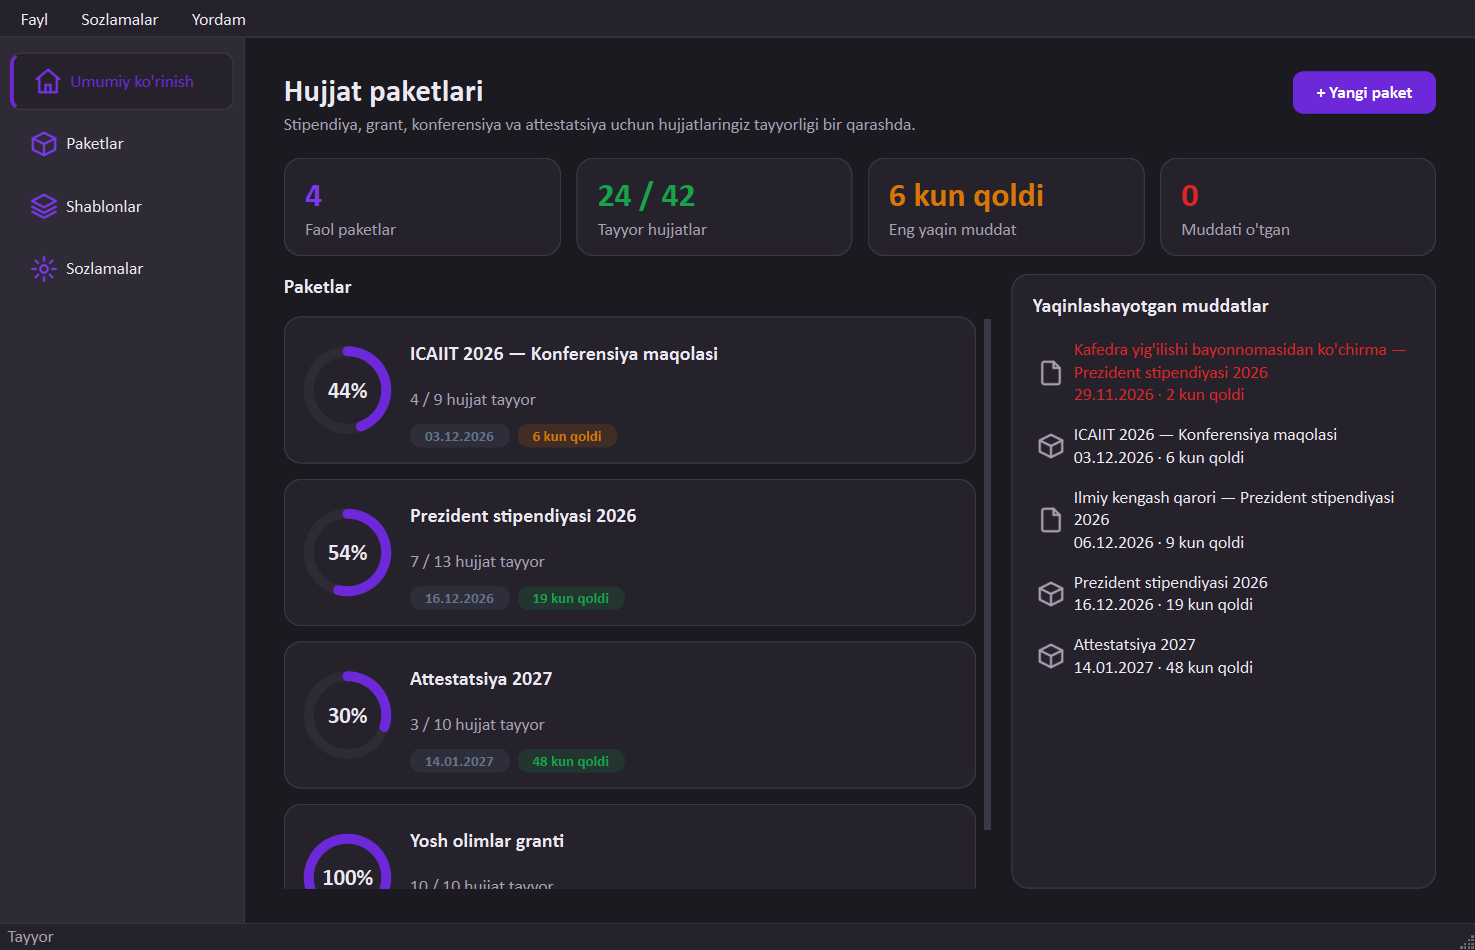 Fayl Sozlamalar Yordam
Umumiy ko'rinish
Paketlar
Shablonlar
Sozlamalar
Hujjat paketlari
+ Yangi paket
Stipendiya, grant, konferensiya va attestatsiya uchun hujjatlaringiz tayyorligi bir qarashda.
4
Faol paketlar
24 / 42
Tayyor hujjatlar
6 kun qoldi
Eng yaqin muddat
0
Muddati o'tgan
Paketlar
44%
ICAIIT 2026 — Konferensiya maqolasi
4 / 9 hujjat tayyor
03.12.2026 6 kun qoldi
54%
Prezident stipendiyasi 2026
7 / 13 hujjat tayyor
16.12.2026 19 kun qoldi
30%
Attestatsiya 2027
3 / 10 hujjat tayyor
14.01.2027 48 kun qoldi
100%
Yosh olimlar granti
10 / 10 hujjat tayyor
Yaqinlashayotgan muddatlar
Kafedra yig'ilishi bayonnomasidan ko'chirma —
Prezident stipendiyasi 2026
29.11.2026 · 2 kun qoldi
ICAIIT 2026 — Konferensiya maqolasi
03.12.2026 · 6 kun qoldi
Ilmiy kengash qarori — Prezident stipendiyasi
2026
06.12.2026 · 9 kun qoldi
Prezident stipendiyasi 2026
16.12.2026 · 19 kun qoldi
Attestatsiya 2027
14.01.2027 · 48 kun qoldi
Tayyor